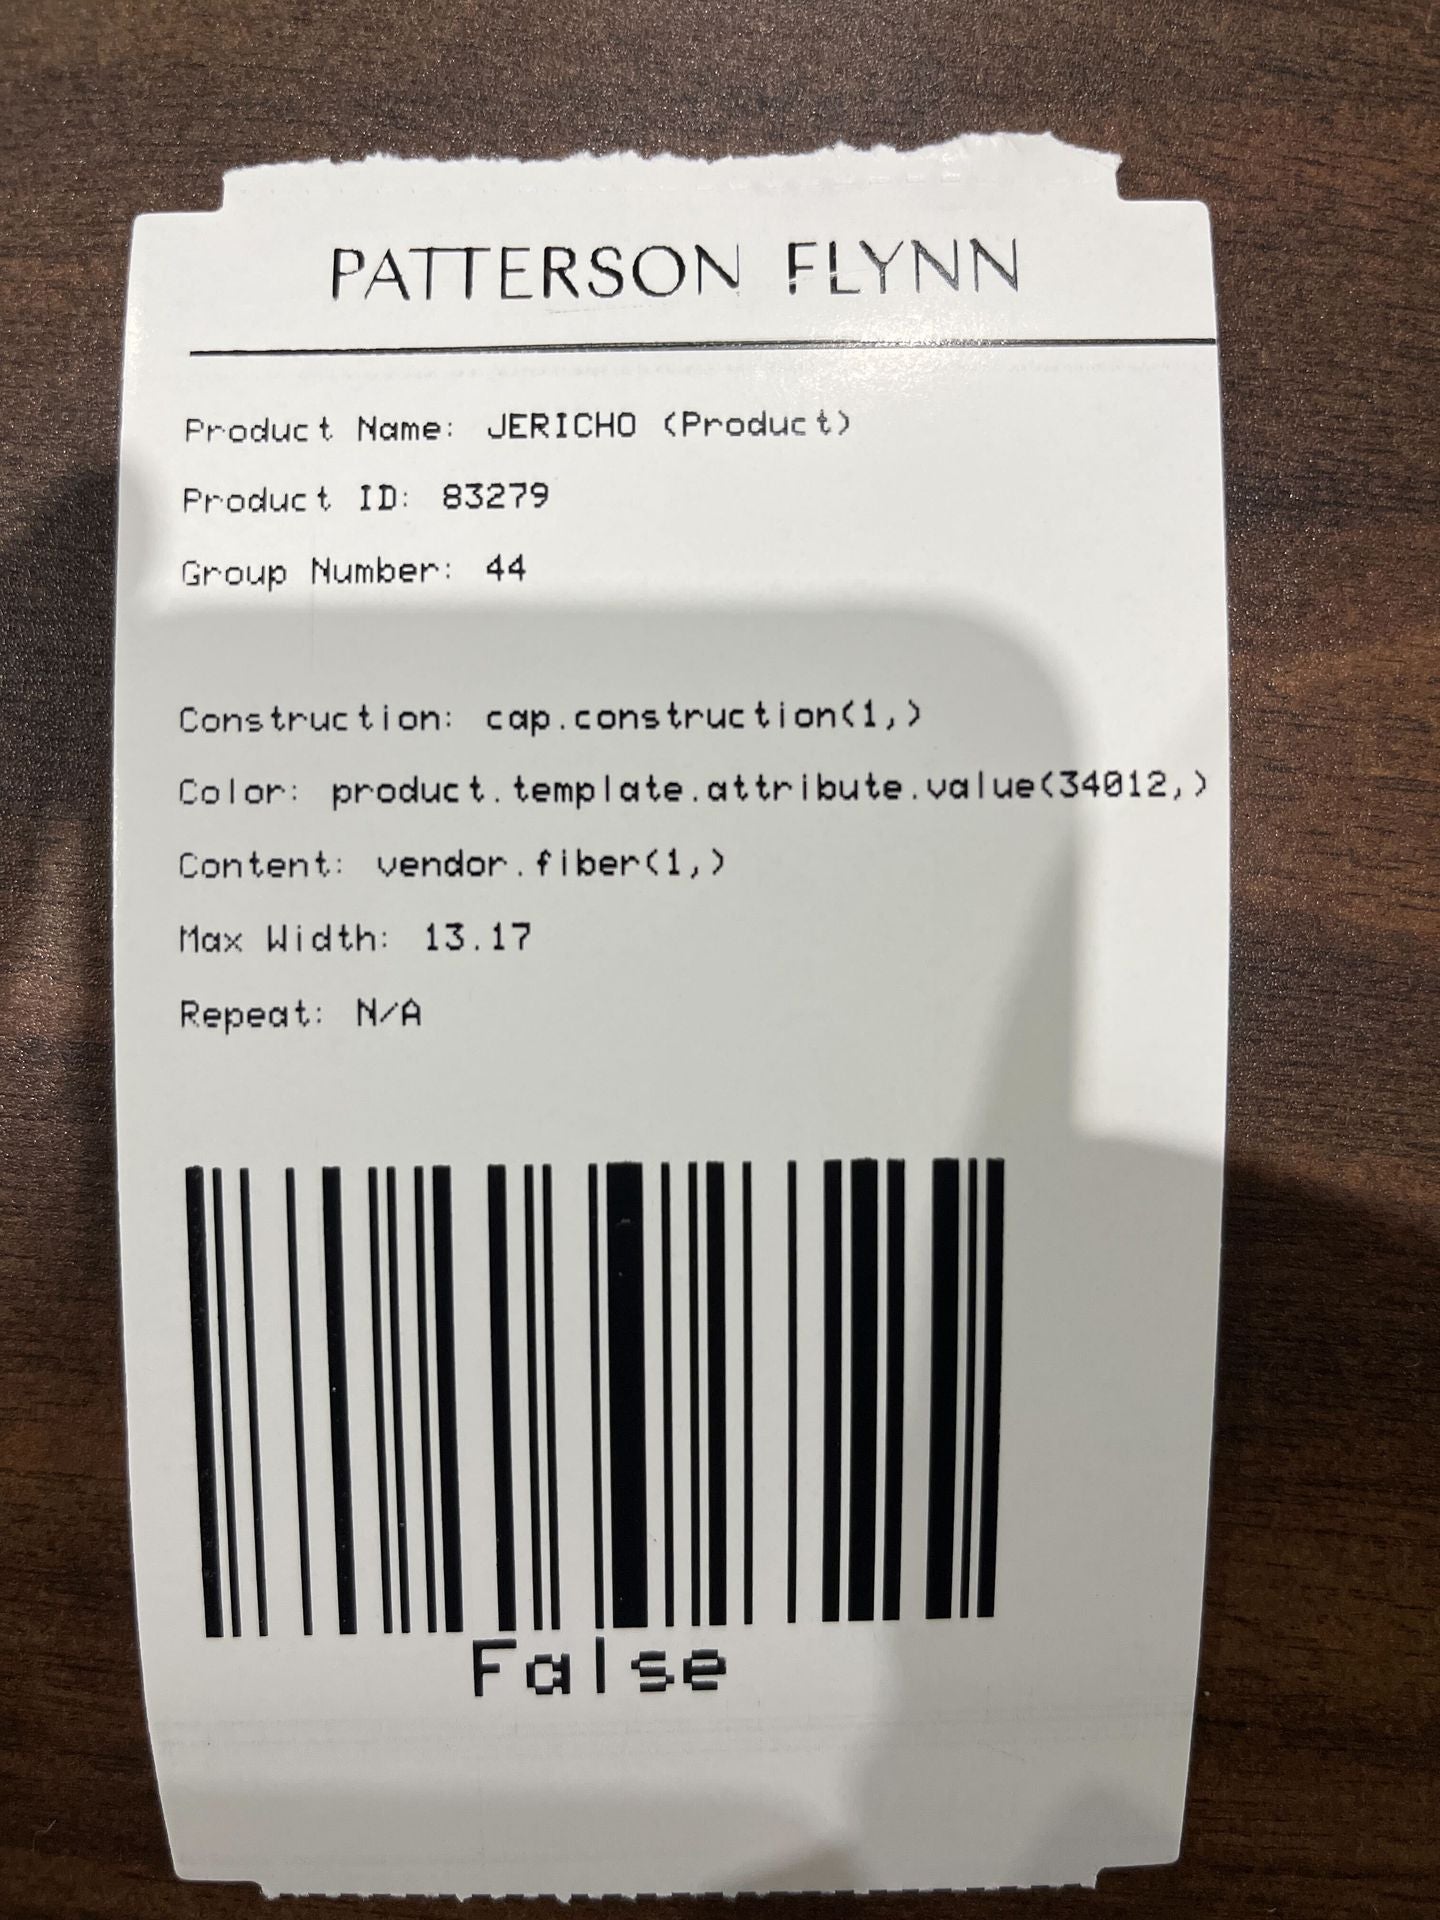 PATTERSON FLYNN
Product Name: JERICHO (Product)
Product ID: 83279
Group Number: 44
Construction: cap.construction(1,)
Color: product.template.attribute.value(34012,)
Content: vendor.fiber(1,)
Max Width: 13.17
Repeat: N/A
False